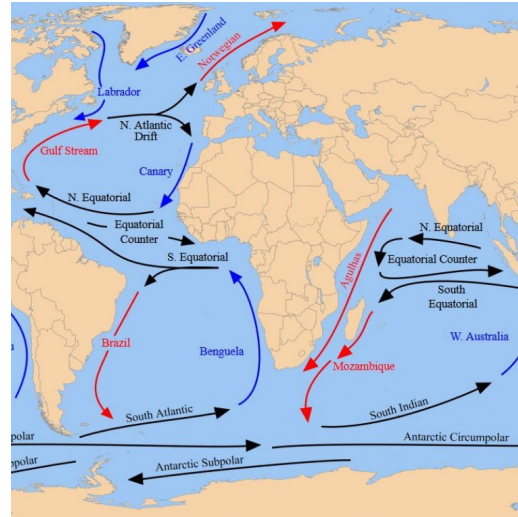 E. Greenland
Norwegian
Labrador
N. Atlantic
Drift
Gulf Stream
Canary
N. Equatorial
Equatorial
Counter
S. Equatorial
N. Equatorial
Equatorial Counter
South
Equatorial
Agulhas
Brazil
Benguela
Mozambique
W. Australia
South Atlantic
South Indian
polar
Antarctic Circumpolar
Antarctic Subpolar